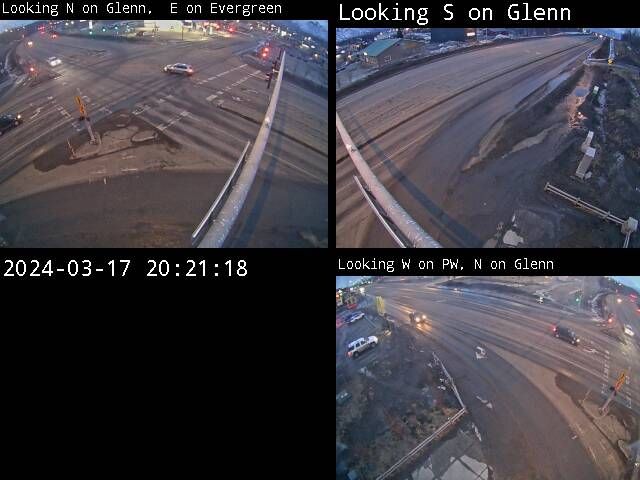 Looking N on Glenn,  E on Evergreen
Looking S on Glenn
2024-03-17 20:21:18
Looking W on PW, N on Glenn